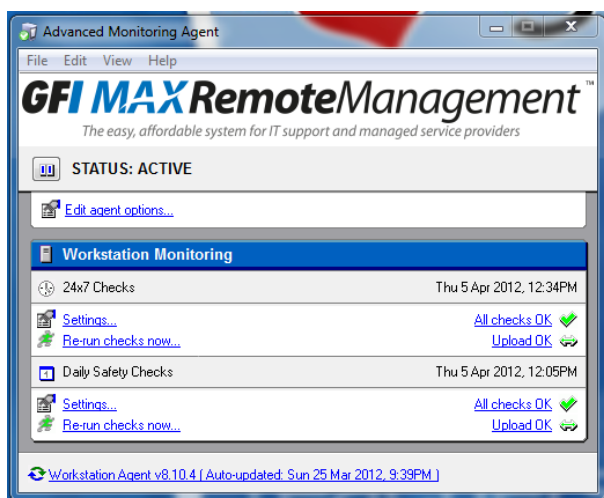 Advanced Monitoring Agent
File Edit View Help
GFI MAX RemoteManagement™
The easy, affordable system for IT support and managed service providers
STATUS: ACTIVE
Edit agent options...
Workstation Monitoring
24x7 Checks Thu 5 Apr 2012, 12:34PM
Settings... All checks OK
Re-run checks now... Upload OK
1 Daily Safety Checks Thu 5 Apr 2012, 12:05PM
Settings... All checks OK
Re-run checks now... Upload OK
Workstation Agent v8.10.4 ( Auto-updated: Sun 25 Mar 2012, 9:39PM )